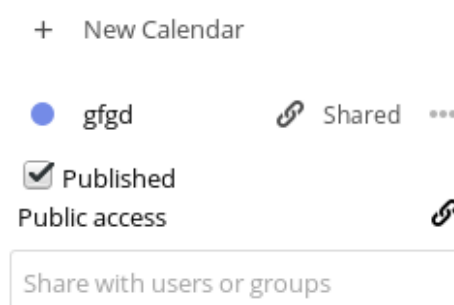 + New Calendar
gfgd Shared •••
Published
Public access
Share with users or groups